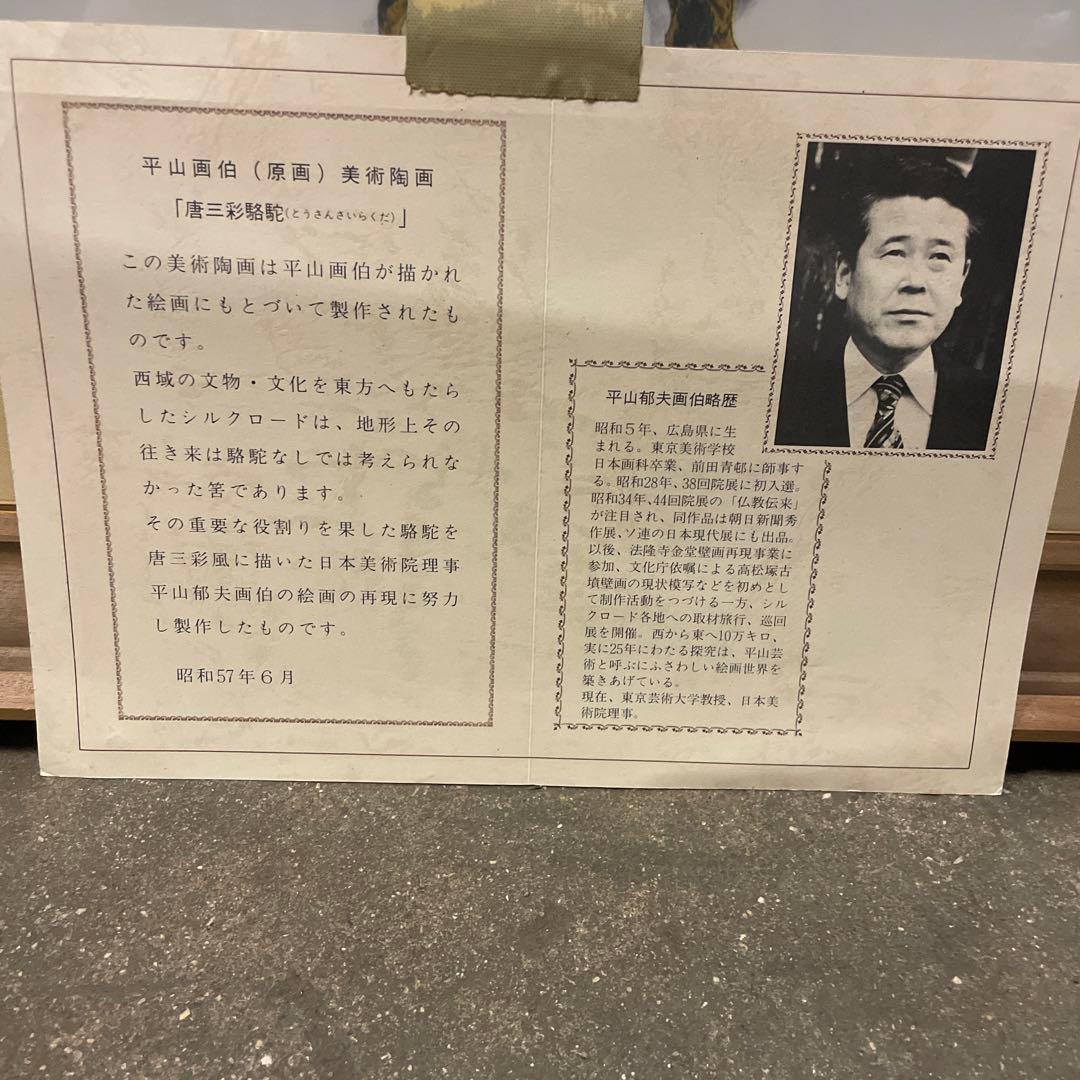 平山画伯（原画）美術陶画
「唐三彩駱駝(とうさんさいらくだ)」
この美術陶画は平山画伯が描かれ
た絵画にもとづいて製作されたも
のです。
西域の文物・文化を東方へもたら
したシルクロードは、地形上その
往き来は駱駝なしでは考えられな
かった筈であります。
その重要な役割りを果した駱駝を
唐三彩風に描いた日本美術院理事
平山郁夫画伯の絵画の再現に努力
し製作したものです。
昭和57年6月
平山郁夫画伯略歴
昭和5年、広島県に生
まれる。東京美術学校
日本画科卒業、前田青邨に師事す
る。昭和28年、38回院展に初入選。
昭和34年、44回院展の「仏教伝来」
が注目され、同作品は朝日新聞秀
作展、ソ連の日本現代展にも出品。
以後、法隆寺金堂壁画再現事業に
参加、文化庁依嘱による高松塚古
墳壁画の現状模写などを初めとし
て制作活動をつづける一方、シル
クロード各地への取材旅行、巡回
展を開催。西から東へ10万キロ、
実に25年にわたる探究は、平山芸
術と呼ぶにふさわしい絵画世界を
築きあげている。
現在、東京芸術大学教授、日本美
術院理事。